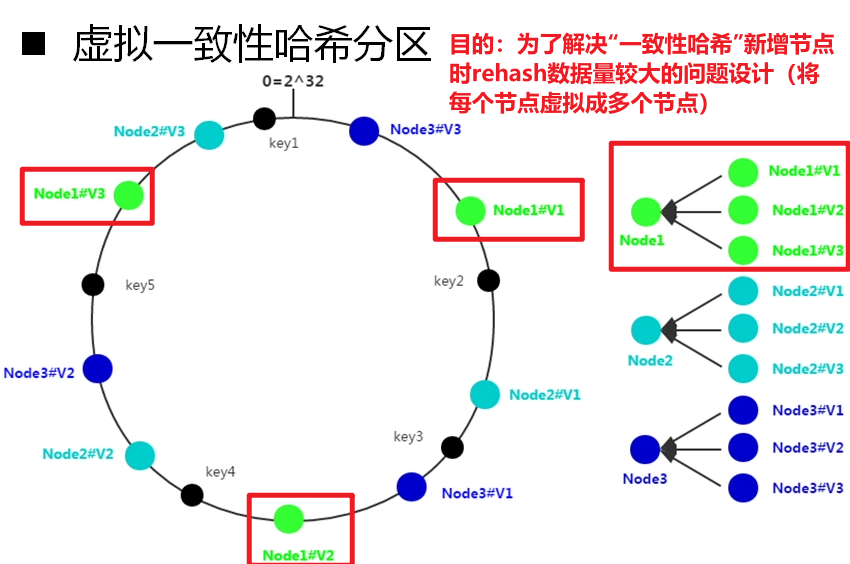 ■ 虚拟一致性哈希分区
目的：为了解决“一致性哈希”新增节点
时rehash数据量较大的问题设计（将
每个节点虚拟成多个节点）
0=2^32
Node2#V3
key1
Node3#V3
Node1#V3
Node1#V1
key5
key2
Node3#V2
Node2#V1
Node2#V2
key3
key4
Node3#V1
Node1#V2
Node1#V1
Node1#V2
Node1
Node1#V3
Node2#V1
Node2#V2
Node2
Node2#V3
Node3#V1
Node3#V2
Node3
Node3#V3